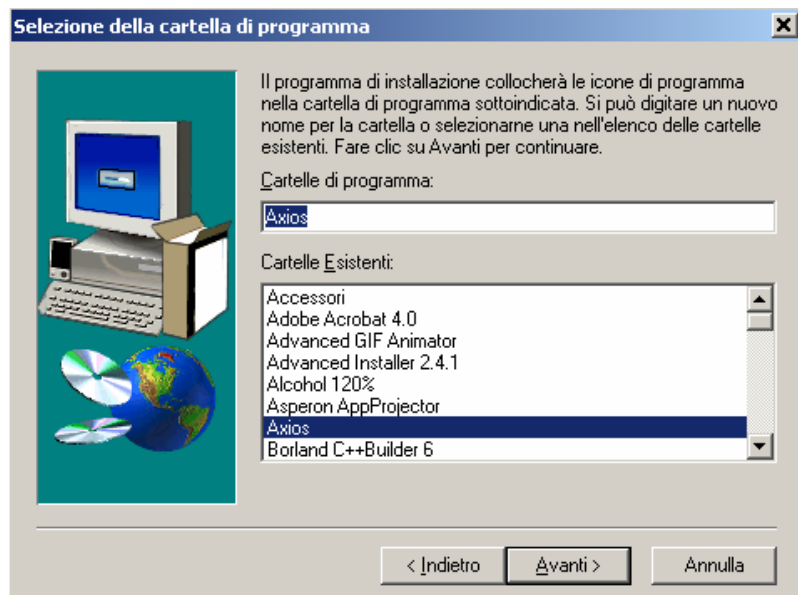 Selezione della cartella di programma
Il programma di installazione collocherà le icone di programma
nella cartella di programma sottoindicata. Si può digitare un nuovo
nome per la cartella o selezionarne una nell'elenco delle cartelle
esistenti. Fare clic su Avanti per continuare.
Cartelle di programma:
Axios
Cartelle Esistenti:
Accessori
Adobe Acrobat 4.0
Advanced GIF Animator
Advanced Installer 2.4.1
Alcohol 120%
Asperon AppProjector
Axios
Borland C++Builder 6
< Indietro
Avanti >
Annulla